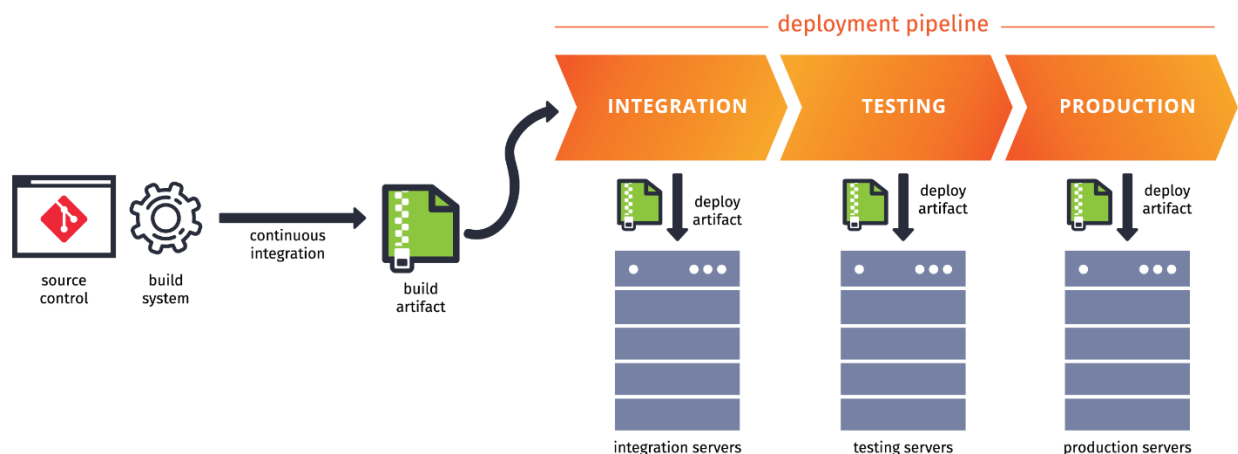 deployment pipeline
INTEGRATION
TESTING
PRODUCTION
deploy
artifact
deploy
artifact
deploy
artifact
continuous
integration
source
control
build
system
build
artifact
integration servers
testing servers
production servers